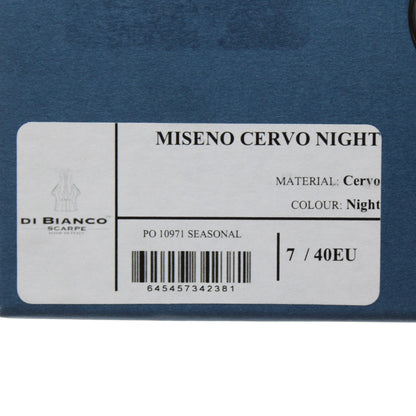 MISENO CERVO NIGHT
MATERIAL: Cervo
COLOUR: Night
DI BIANCO
SCARPE
PO 10971 SEASONAL
7 / 40EU
645457342381